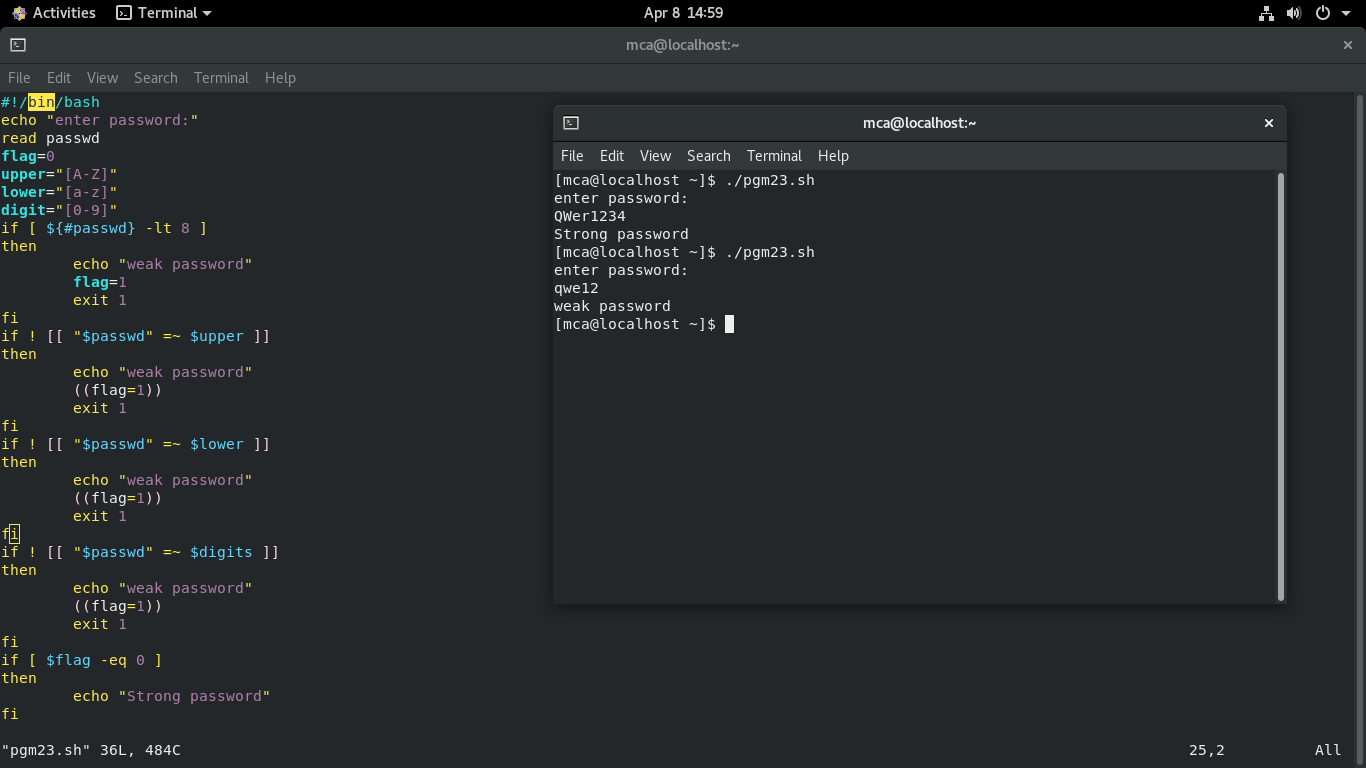 Activities Terminal Apr 8 14:59
mca@localhost:~
File Edit View Search Terminal Help
#!/bin/bash
echo "enter password:"
read passwd
flag=0
upper="[A-Z]"
lower="[a-z]"
digit="[0-9]"
if [ ${#passwd} -lt 8 ]
then
        echo "weak password"
        flag=1
        exit 1
fi
if ! [[ "$passwd" =~ $upper ]]
then
        echo "weak password"
        ((flag=1))
        exit 1
fi
if ! [[ "$passwd" =~ $lower ]]
then
        echo "weak password"
        ((flag=1))
        exit 1
fi
if ! [[ "$passwd" =~ $digits ]]
then
        echo "weak password"
        ((flag=1))
        exit 1
fi
if [ $flag -eq 0 ]
then
        echo "Strong password"
fi
"pgm23.sh" 36L, 484C 25,2 All
mca@localhost:~
File Edit View Search Terminal Help
[mca@localhost ~]$ ./pgm23.sh
enter password:
QWer1234
Strong password
[mca@localhost ~]$ ./pgm23.sh
enter password:
qwe12
weak password
[mca@localhost ~]$